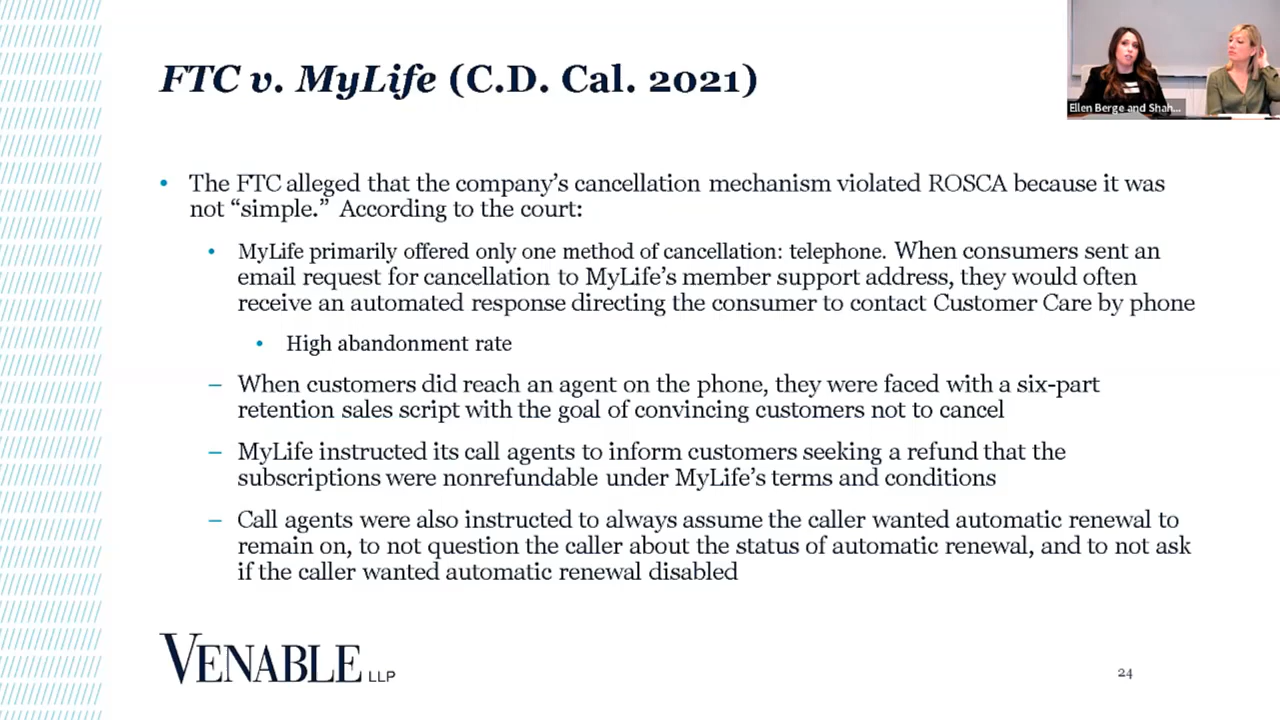 FTC v. MyLife (C.D. Cal. 2021)
Ellen Berge and Shah...
• The FTC alleged that the company's cancellation mechanism violated ROSCA because it was
not “simple.” According to the court:
• MyLife primarily offered only one method of cancellation: telephone. When consumers sent an
email request for cancellation to MyLife's member support address, they would often
receive an automated response directing the consumer to contact Customer Care by phone
• High abandonment rate
– When customers did reach an agent on the phone, they were faced with a six-part
retention sales script with the goal of convincing customers not to cancel
– MyLife instructed its call agents to inform customers seeking a refund that the
subscriptions were nonrefundable under MyLife's terms and conditions
– Call agents were also instructed to always assume the caller wanted automatic renewal to
remain on, to not question the caller about the status of automatic renewal, and to not ask
if the caller wanted automatic renewal disabled
VENABLE LLP
24